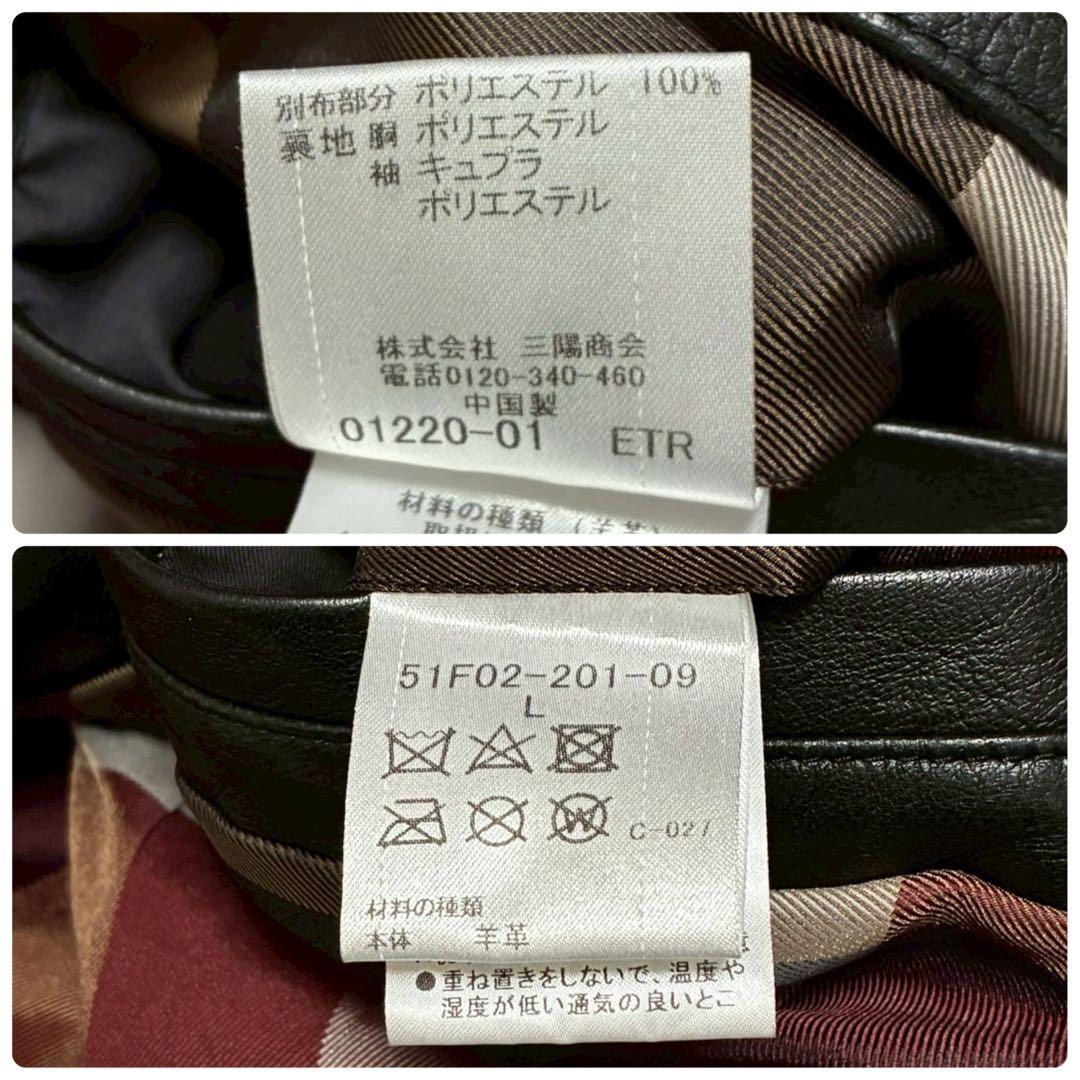 別布部分 ポリエステル 100%
裏地 胴 ポリエステル
袖 キュプラ
ポリエステル
株式会社 三陽商会
電話0120-340-460
中国製
01220-01 ETR
材料の種類 (羊革)
51F02-201-09
L
W C-027
材料の種類
本体 羊革
●重ね置きをしないで、温度や
湿度が低い通気の良いとこ